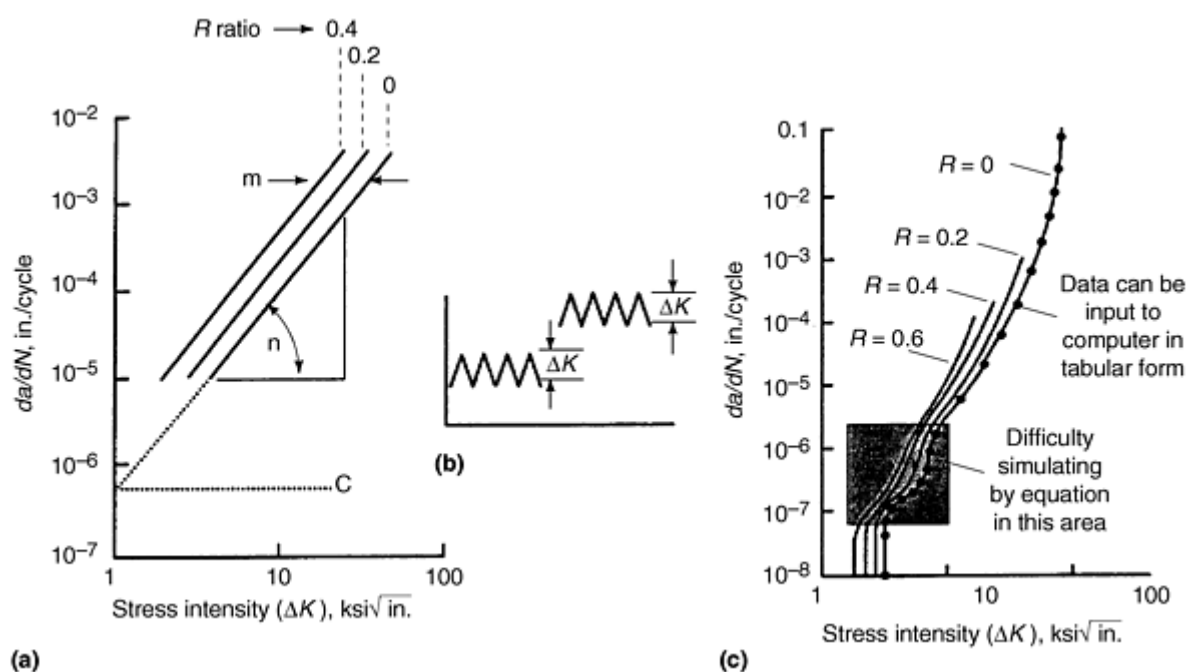 R ratio → 0.4
0.2
0
10⁻²
10⁻³
10⁻⁴
10⁻⁵
10⁻⁶
10⁻⁷
da/dN, in./cycle
m
n
C
1
10
100
Stress intensity (ΔK), ksi√in.
(a)
ΔK
ΔK
(b)
0.1
10⁻²
10⁻³
10⁻⁴
10⁻⁵
10⁻⁶
10⁻⁷
10⁻⁸
da/dN, in./cycle
R = 0
R = 0.2
R = 0.4
R = 0.6
Data can be
input to
computer in
tabular form
Difficulty
simulating
by equation
in this area
1
10
100
Stress intensity (ΔK), ksi√in.
(c)